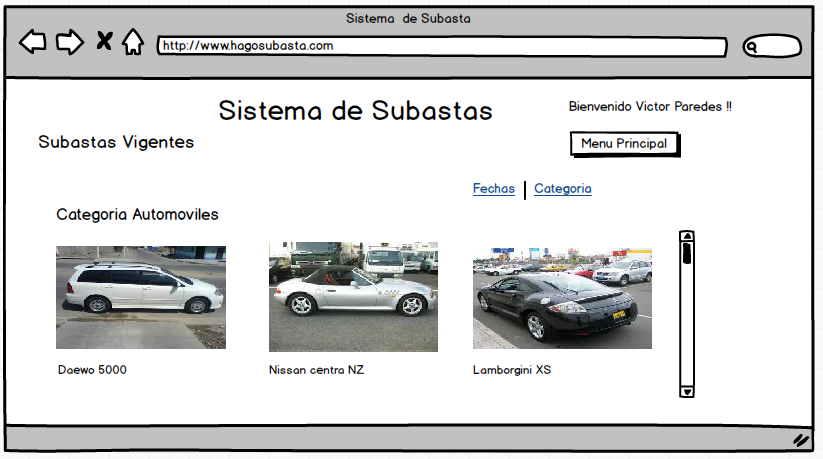 Sistema de Subasta
http://www.hagosubasta.com
Sistema de Subastas
Bienvenido Victor Paredes !!
Subastas Vigentes
Menu Principal
Fechas | Categoria
Categoria Automoviles
Daewo 5000
Nissan centra NZ
Lamborgini XS